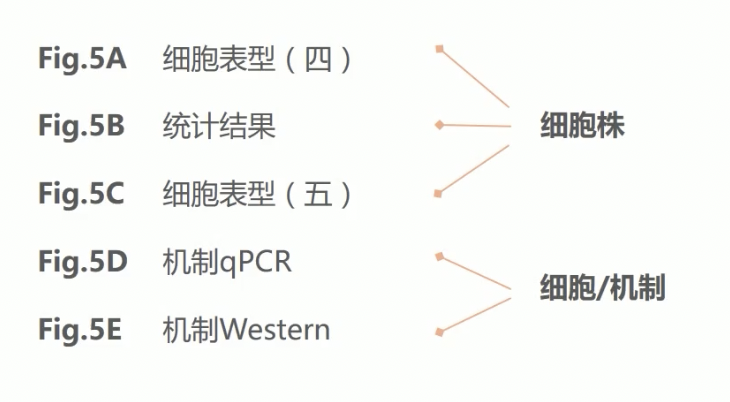 Fig.5A 细胞表型（四）
Fig.5B 统计结果
Fig.5C 细胞表型（五）
细胞株
Fig.5D 机制qPCR
Fig.5E 机制Western
细胞/机制